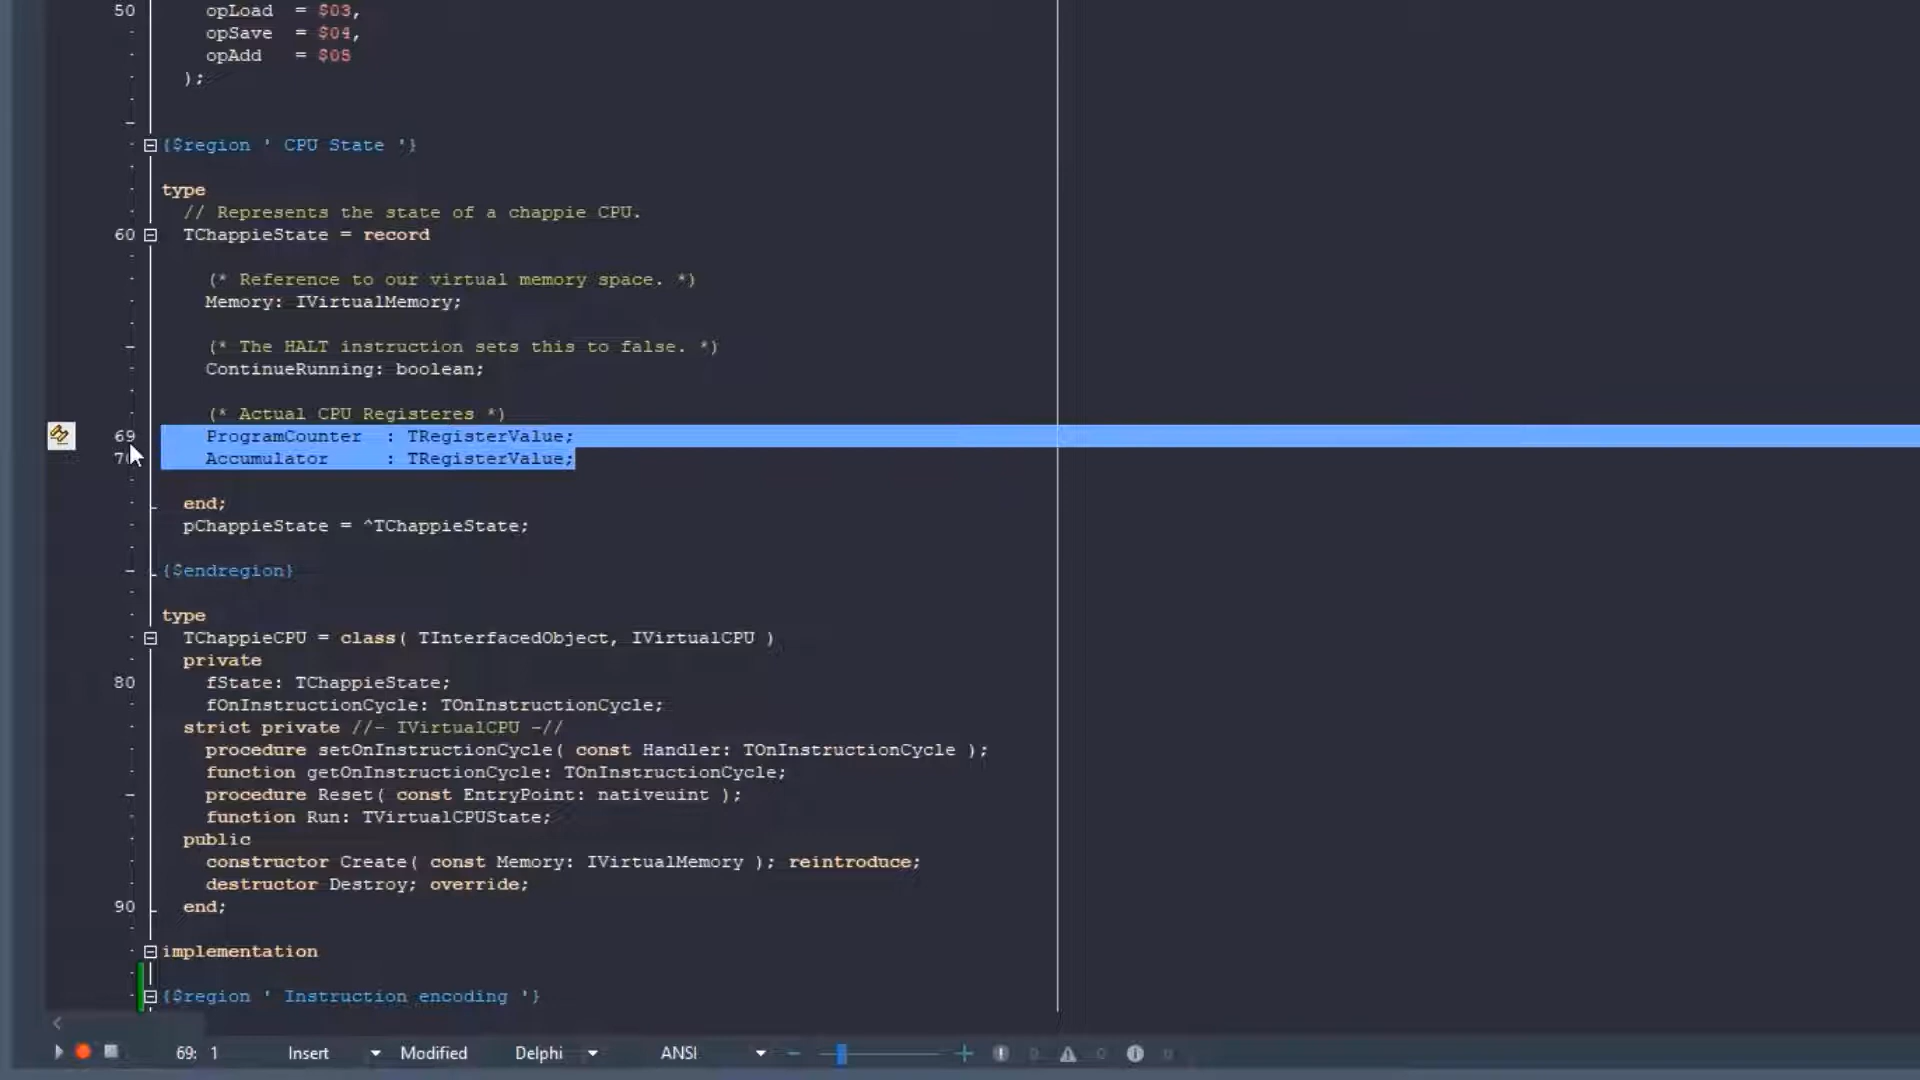 50 opLoad = $03,
opSave = $04,
opAdd = $05
);
{$region ' CPU State '}
type
// Represents the state of a chappie CPU.
60 TChappieState = record
(* Reference to our virtual memory space. *)
Memory: IVirtualMemory;
(* The HALT instruction sets this to false. *)
ContinueRunning: boolean;
(* Actual CPU Registeres *)
69 ProgramCounter : TRegisterValue;
70 Accumulator : TRegisterValue;
end;
pChappieState = ^TChappieState;
{$endregion}
type
TChappieCPU = class( TInterfacedObject, IVirtualCPU )
private
80 fState: TChappieState;
fOnInstructionCycle: TOnInstructionCycle;
strict private //- IVirtualCPU -//
procedure setOnInstructionCycle( const Handler: TOnInstructionCycle );
function getOnInstructionCycle: TOnInstructionCycle;
procedure Reset( const EntryPoint: nativeuint );
function Run: TVirtualCPUState;
public
constructor Create( const Memory: IVirtualMemory ); reintroduce;
destructor Destroy; override;
90 end;
implementation
{$region ' Instruction encoding '}
69: 1 Insert Modified Delphi ANSI 0 0 0